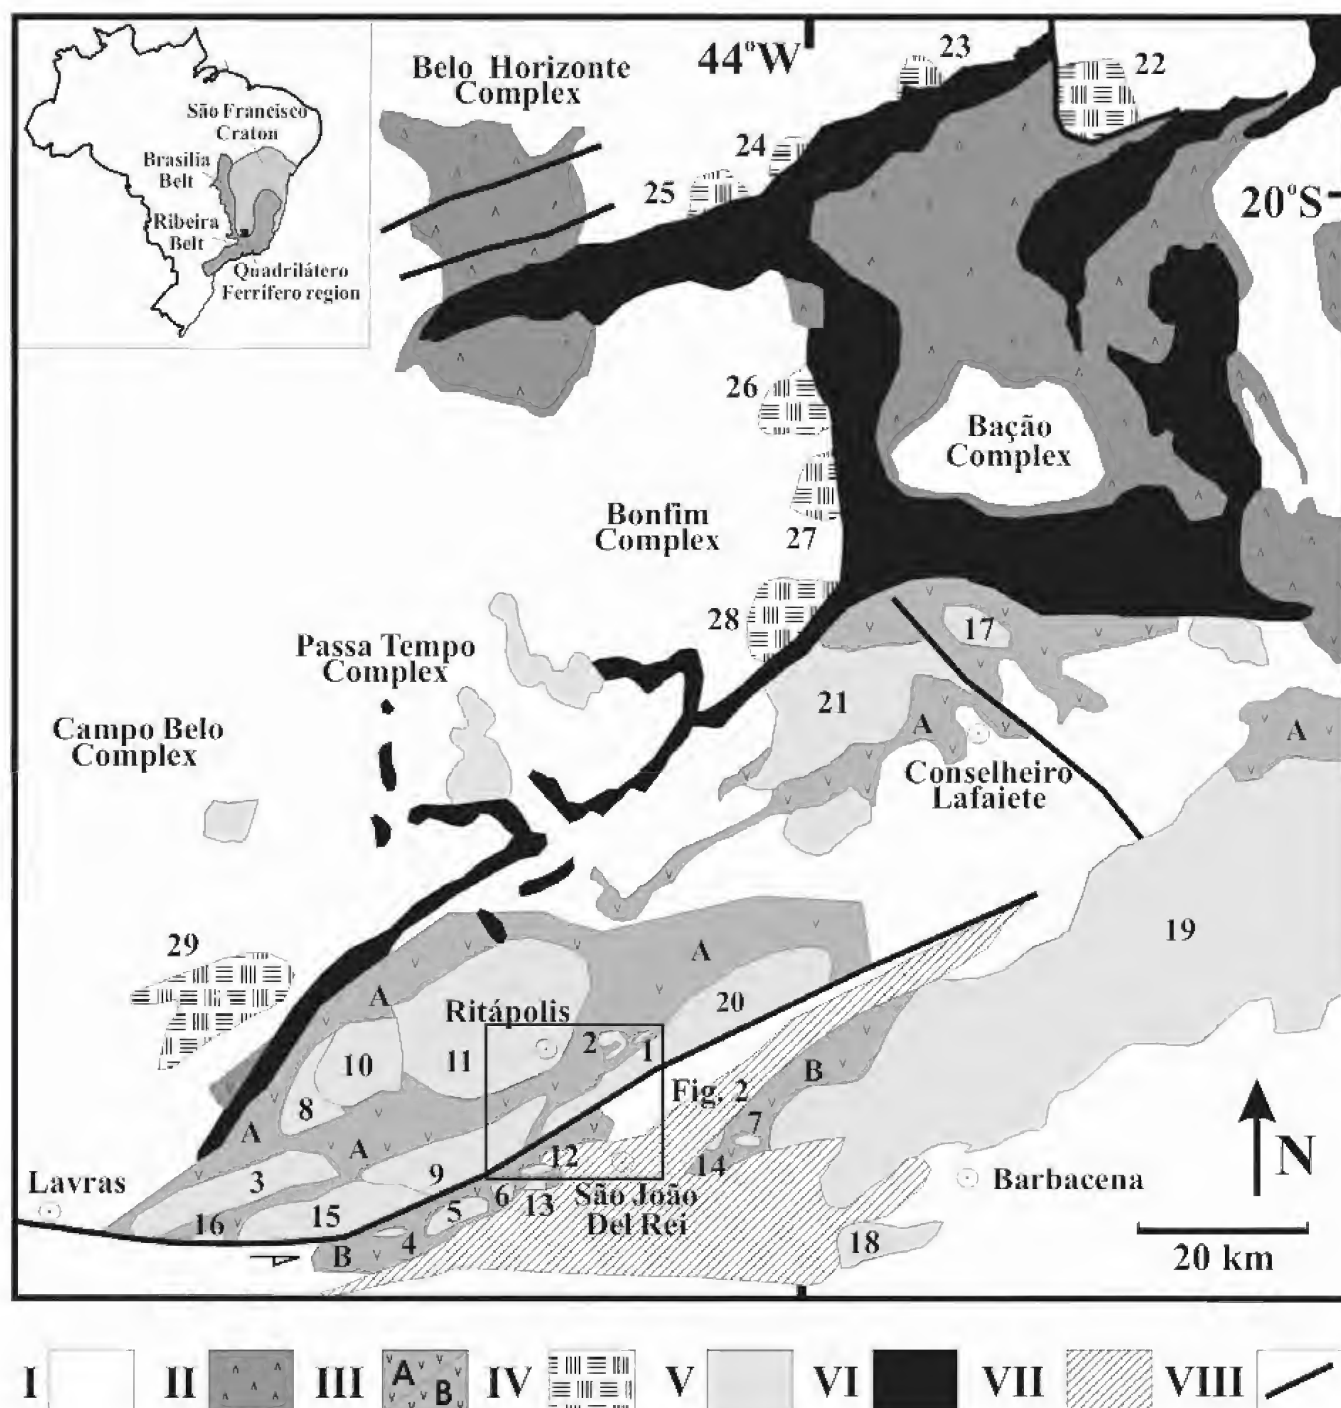 São Francisco
Craton
Brasilia
Belt
Ribeira
Belt
Quadrilátero
Ferrífero region
Belo Horizonte
Complex
44°W
23
22
24
25
20°S
26
Bação
Complex
Bonfim
Complex
27
28
17
Passa Tempo
Complex
21
A
A
Campo Belo
Complex
Conselheiro
Lafaiete
29
19
A
A
20
Ritápolis
2
1
10
11
Fig. 2
B
8
7
A
A
12
14
Lavras
3
9
6
13
São João
Del Rei
Barbacena
N
16
15
5
4
B
18
20 km
I
II
III
A
B
IV
V
VI
VII
VIII